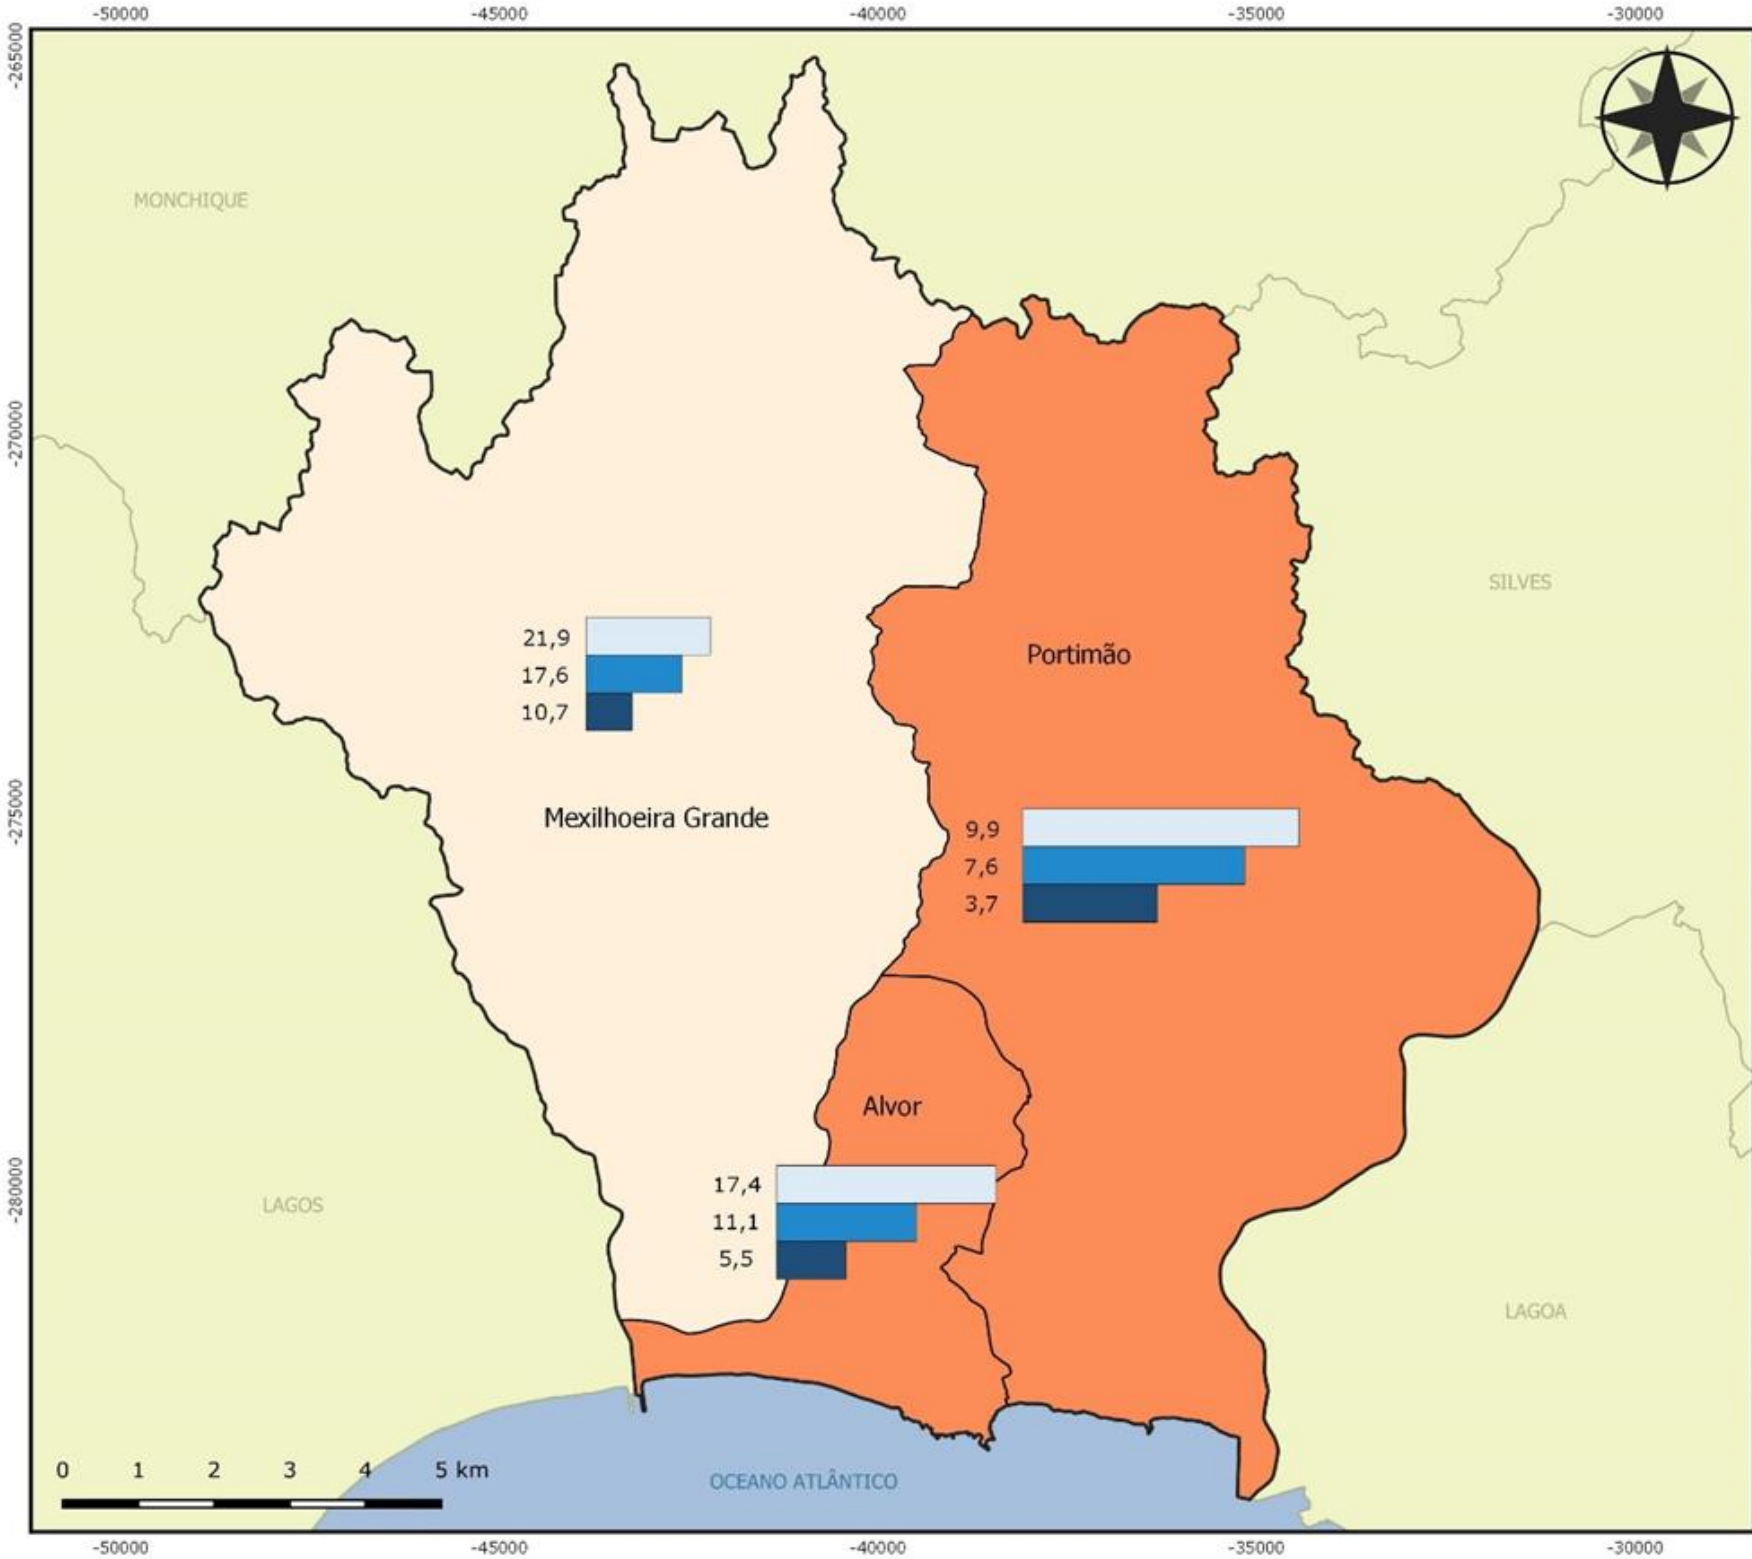 -50000 -45000 -40000 -35000 -30000
-265000
MONCHIQUE
-270000
SILVES
21,9
17,6
10,7
Portimão
-275000
Mexilhoeira Grande
9,9
7,6
3,7
Alvor
-280000
17,4
11,1
5,5
LAGOS
LAGOA
0 1 2 3 4 5 km
OCEANO ATLÂNTICO
-50000 -45000 -40000 -35000 -30000